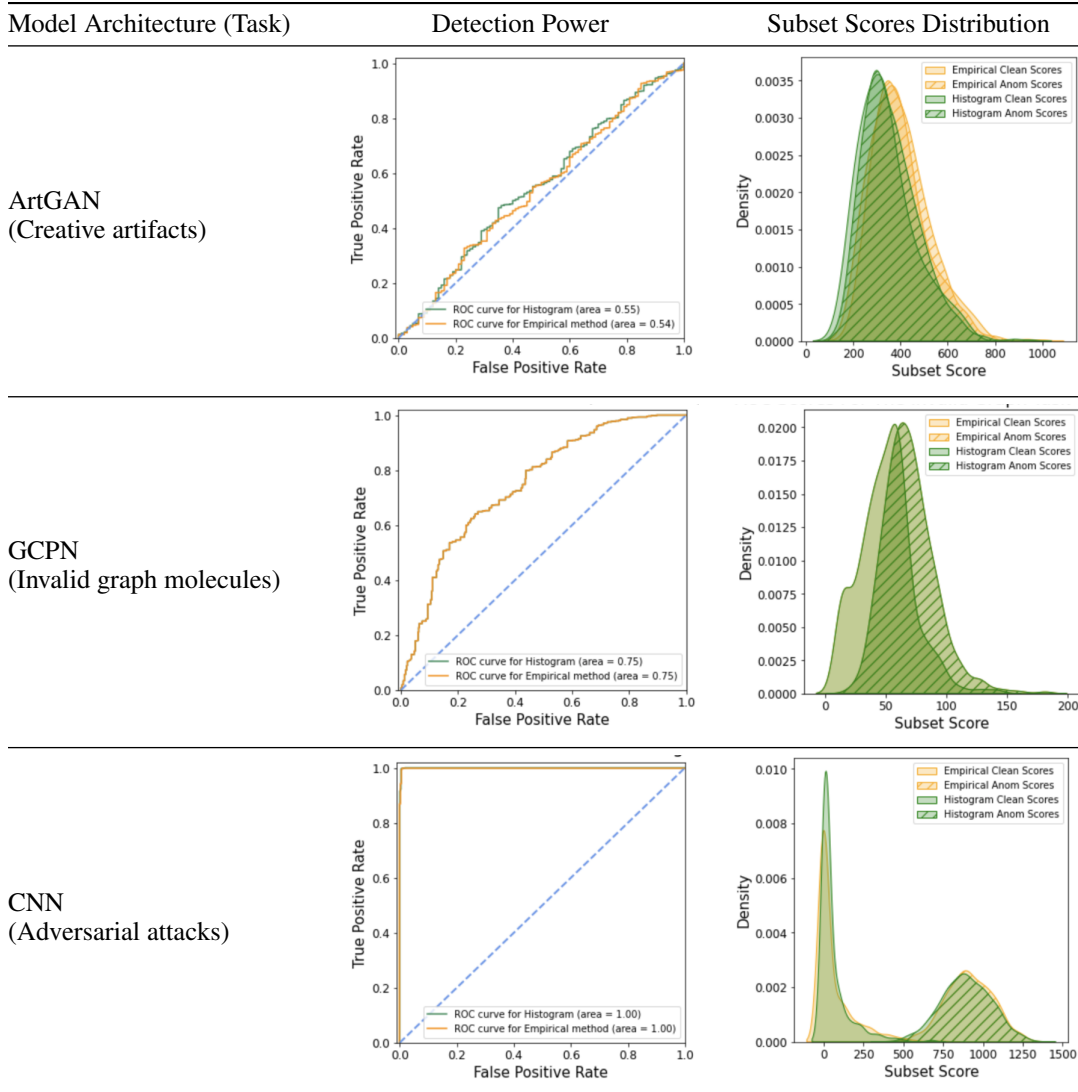 Model Architecture (Task) Detection Power Subset Scores Distribution
ArtGAN
(Creative artifacts)
True Positive Rate
1.0
0.8
0.6
0.4
0.2
0.0
ROC curve for Histogram (area = 0.55)
ROC curve for Empirical method (area = 0.54)
0.0 0.2 0.4 0.6 0.8 1.0
False Positive Rate
Density
0.0035
0.0030
0.0025
0.0020
0.0015
0.0010
0.0005
0.0000
Empirical Clean Scores
Empirical Anom Scores
Histogram Clean Scores
Histogram Anom Scores
0 200 400 600 800 1000
Subset Score
GCPN
(Invalid graph molecules)
True Positive Rate
1.0
0.8
0.6
0.4
0.2
0.0
ROC curve for Histogram (area = 0.75)
ROC curve for Empirical method (area = 0.75)
0.0 0.2 0.4 0.6 0.8 1.0
False Positive Rate
Density
0.0200
0.0175
0.0150
0.0125
0.0100
0.0075
0.0050
0.0025
0.0000
Empirical Clean Scores
Empirical Anom Scores
Histogram Clean Scores
Histogram Anom Scores
0 50 100 150 200
Subset Score
CNN
(Adversarial attacks)
True Positive Rate
1.0
0.8
0.6
0.4
0.2
0.0
ROC curve for Histogram (area = 1.00)
ROC curve for Empirical method (area = 1.00)
0.0 0.2 0.4 0.6 0.8 1.0
False Positive Rate
Density
0.010
0.008
0.006
0.004
0.002
0.000
Empirical Clean Scores
Empirical Anom Scores
Histogram Clean Scores
Histogram Anom Scores
0 250 500 750 1000 1250 1500
Subset Score